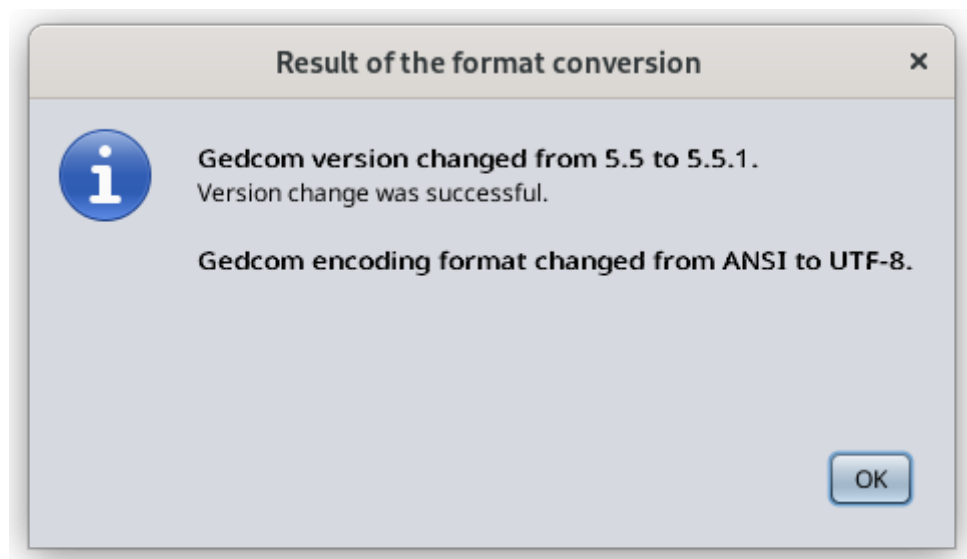 Result of the format conversion
Gedcom version changed from 5.5 to 5.5.1.
Version change was successful.
Gedcom encoding format changed from ANSI to UTF-8.
OK